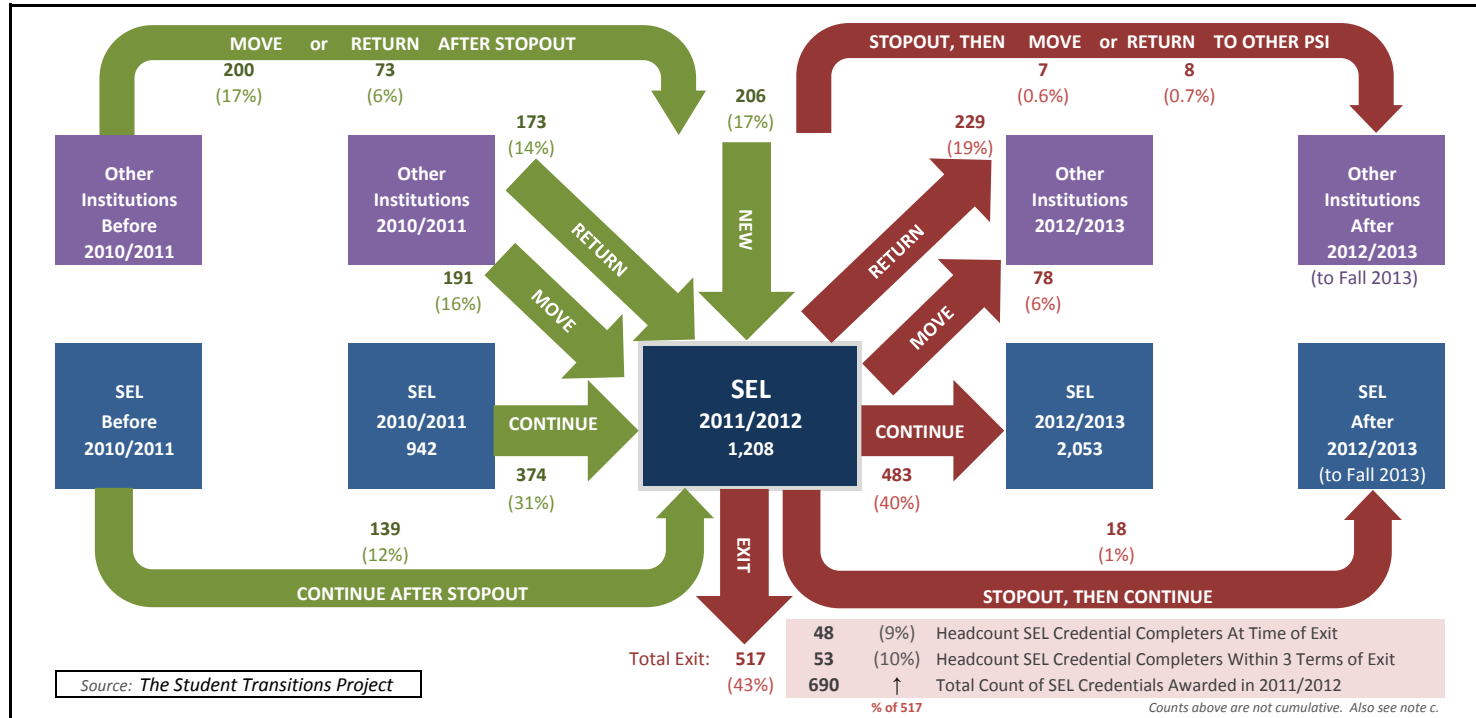 MOVE or RETURN AFTER STOPOUT
200 73
(17%) (6%)
STOPOUT, THEN MOVE or RETURN TO OTHER PSI
7 8
(0.6%) (0.7%)
206
(17%)
173
(14%)
229
(19%)
Other
Institutions
Before
2010/2011
Other
Institutions
2010/2011
Other
Institutions
2012/2013
Other
Institutions
After
2012/2013
(to Fall 2013)
NEW
RETURN
MOVE
191
(16%)
RETURN
MOVE
78
(6%)
SEL
Before
2010/2011
SEL
2010/2011
942
CONTINUE
374
(31%)
SEL
2011/2012
1,208
CONTINUE
483
(40%)
SEL
2012/2013
2,053
SEL
After
2012/2013
(to Fall 2013)
139
(12%)
CONTINUE AFTER STOPOUT
EXIT
18
(1%)
STOPOUT, THEN CONTINUE
Total Exit: 517
(43%)
48 (9%) Headcount SEL Credential Completers At Time of Exit
53 (10%) Headcount SEL Credential Completers Within 3 Terms of Exit
690 ↑ Total Count of SEL Credentials Awarded in 2011/2012
% of 517
Counts above are not cumulative. Also see note c.
Source: The Student Transitions Project